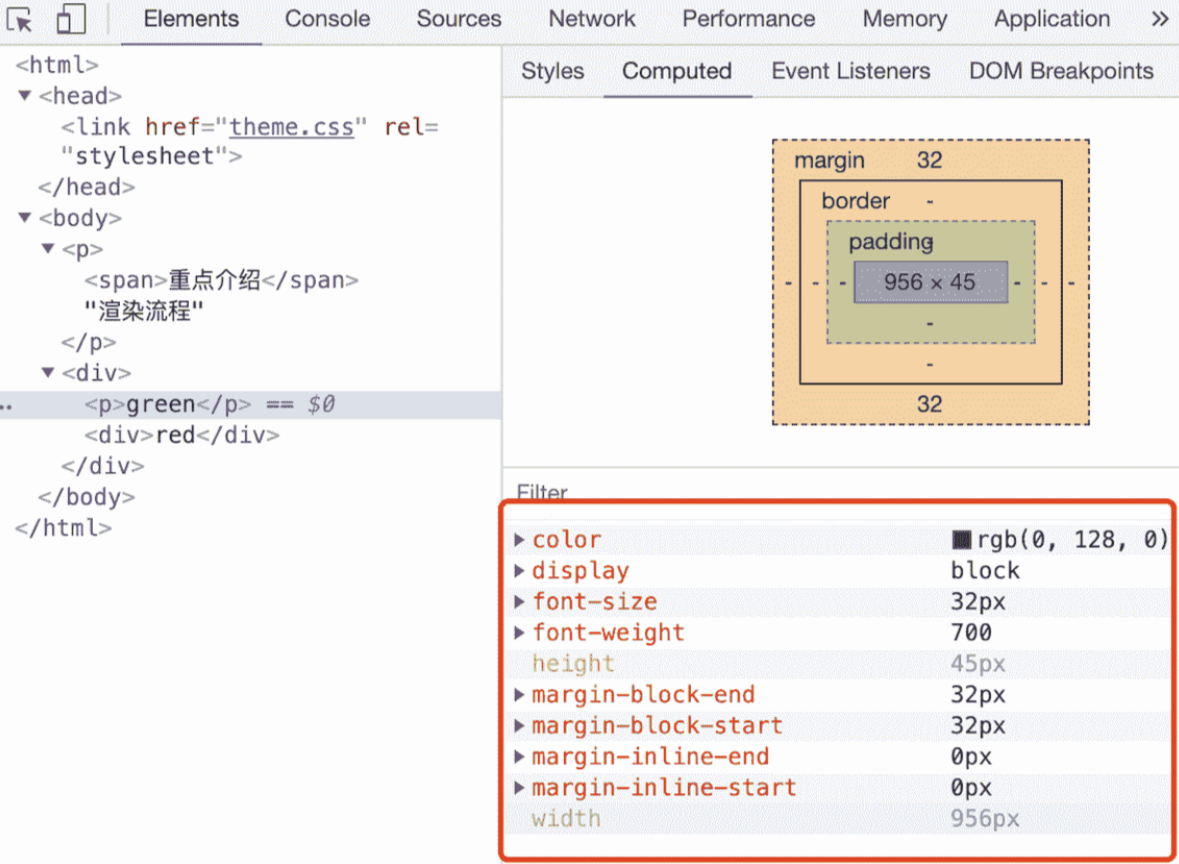 Elements Console Sources Network Performance Memory Application »
Styles Computed Event Listeners DOM Breakpoints
<html>
▼ <head>
<link href="theme.css" rel=
"stylesheet">
</head>
▼ <body>
▼ <p>
<span>重点介绍</span>
"渲染流程"
</p>
▼ <div>
<p>green</p> == $0
<div>red</div>
</div>
</body>
</html>
margin 32
border -
padding -
- - - 956 × 45 - - -
-
-
32
Filter
color rgb(0, 128, 0)
display block
font-size 32px
font-weight 700
height 45px
margin-block-end 32px
margin-block-start 32px
margin-inline-end 0px
margin-inline-start 0px
width 956px